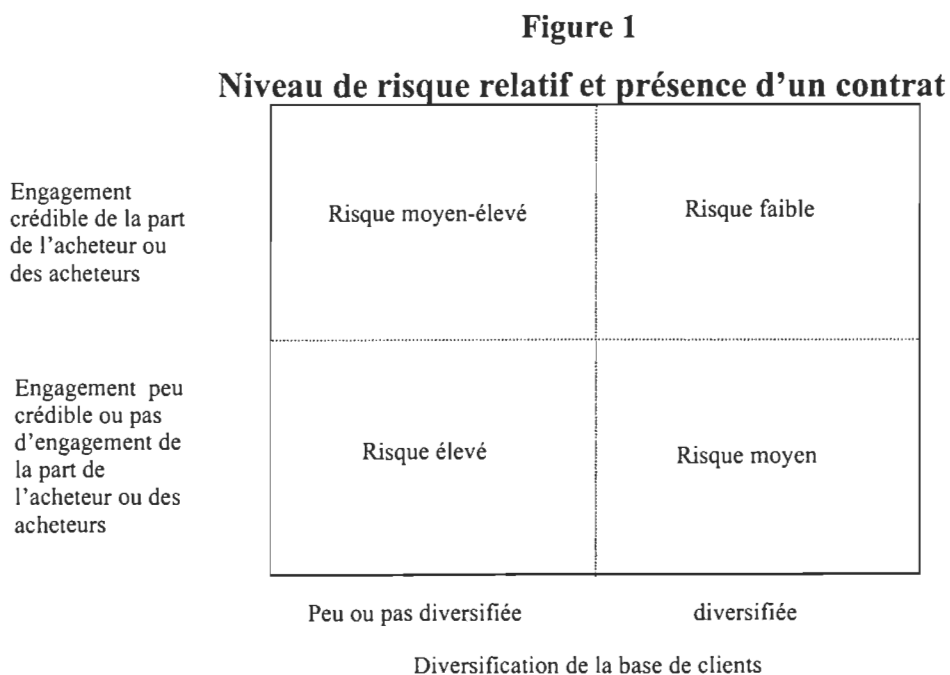 Figure 1
Niveau de risque relatif et présence d'un contrat
Engagement
crédible de la part
de l'acheteur ou
des acheteurs
Risque moyen-élevé
Risque faible
Engagement peu
crédible ou pas
d'engagement de
la part de
l'acheteur ou des
acheteurs
Risque élevé
Risque moyen
Peu ou pas diversifiée
diversifiée
Diversification de la base de clients